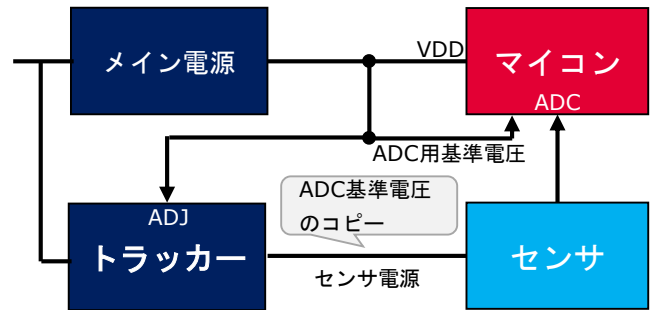 メイン電源
VDD
マイコン
ADC
ADC用基準電圧
ADC基準電圧
のコピー
ADJ
トラッカー
センサ電源
センサ